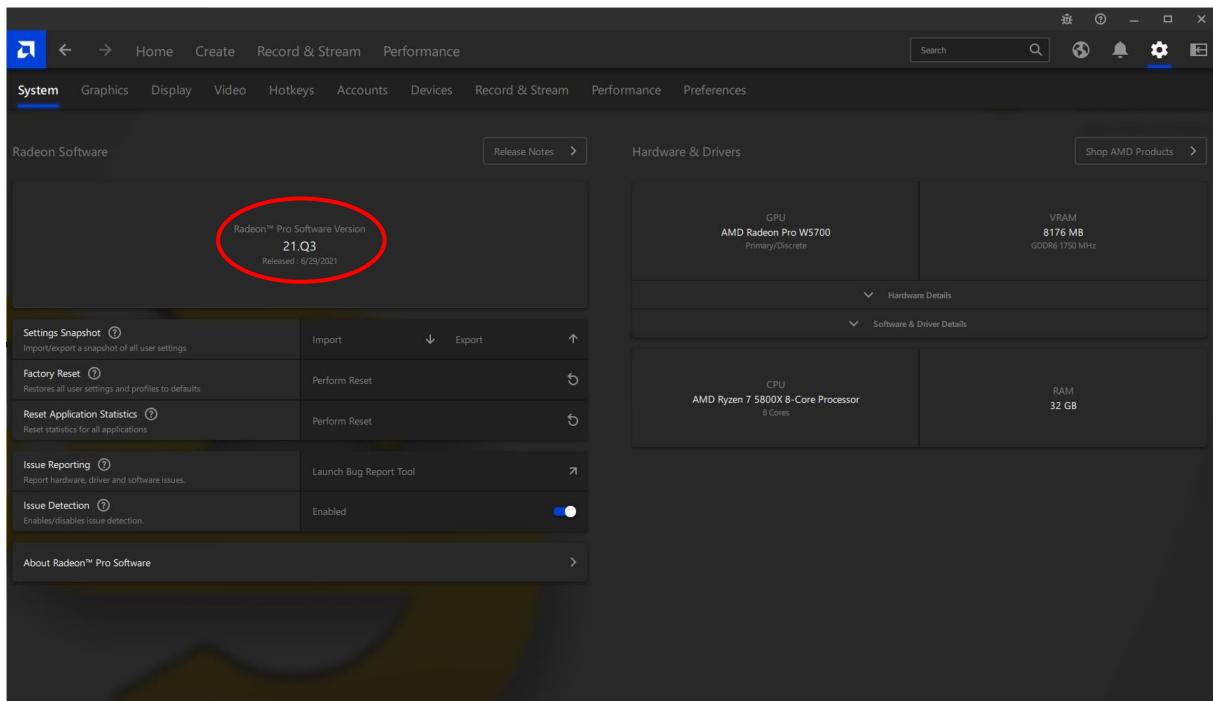 Home Create Record & Stream Performance Search
System Graphics Display Video Hotkeys Accounts Devices Record & Stream Performance Preferences
Radeon Software
Release Notes
Radeon™ Pro Software Version
21.Q3
Released : 6/29/2021
Settings Snapshot
Import/export a snapshot of all user settings
Import Export
Factory Reset
Restores all user settings and profiles to defaults
Perform Reset
Reset Application Statistics
Reset statistics for all applications
Perform Reset
Issue Reporting
Report hardware, driver and software issues.
Launch Bug Report Tool
Issue Detection
Enables/disables issue detection.
Enabled
About Radeon™ Pro Software
Hardware & Drivers
Shop AMD Products
GPU
AMD Radeon Pro W5700
Primary/Discrete
VRAM
8176 MB
GDDR6 1750 MHz
Hardware Details
Software & Driver Details
CPU
AMD Ryzen 7 5800X 8-Core Processor
8 Cores
RAM
32 GB